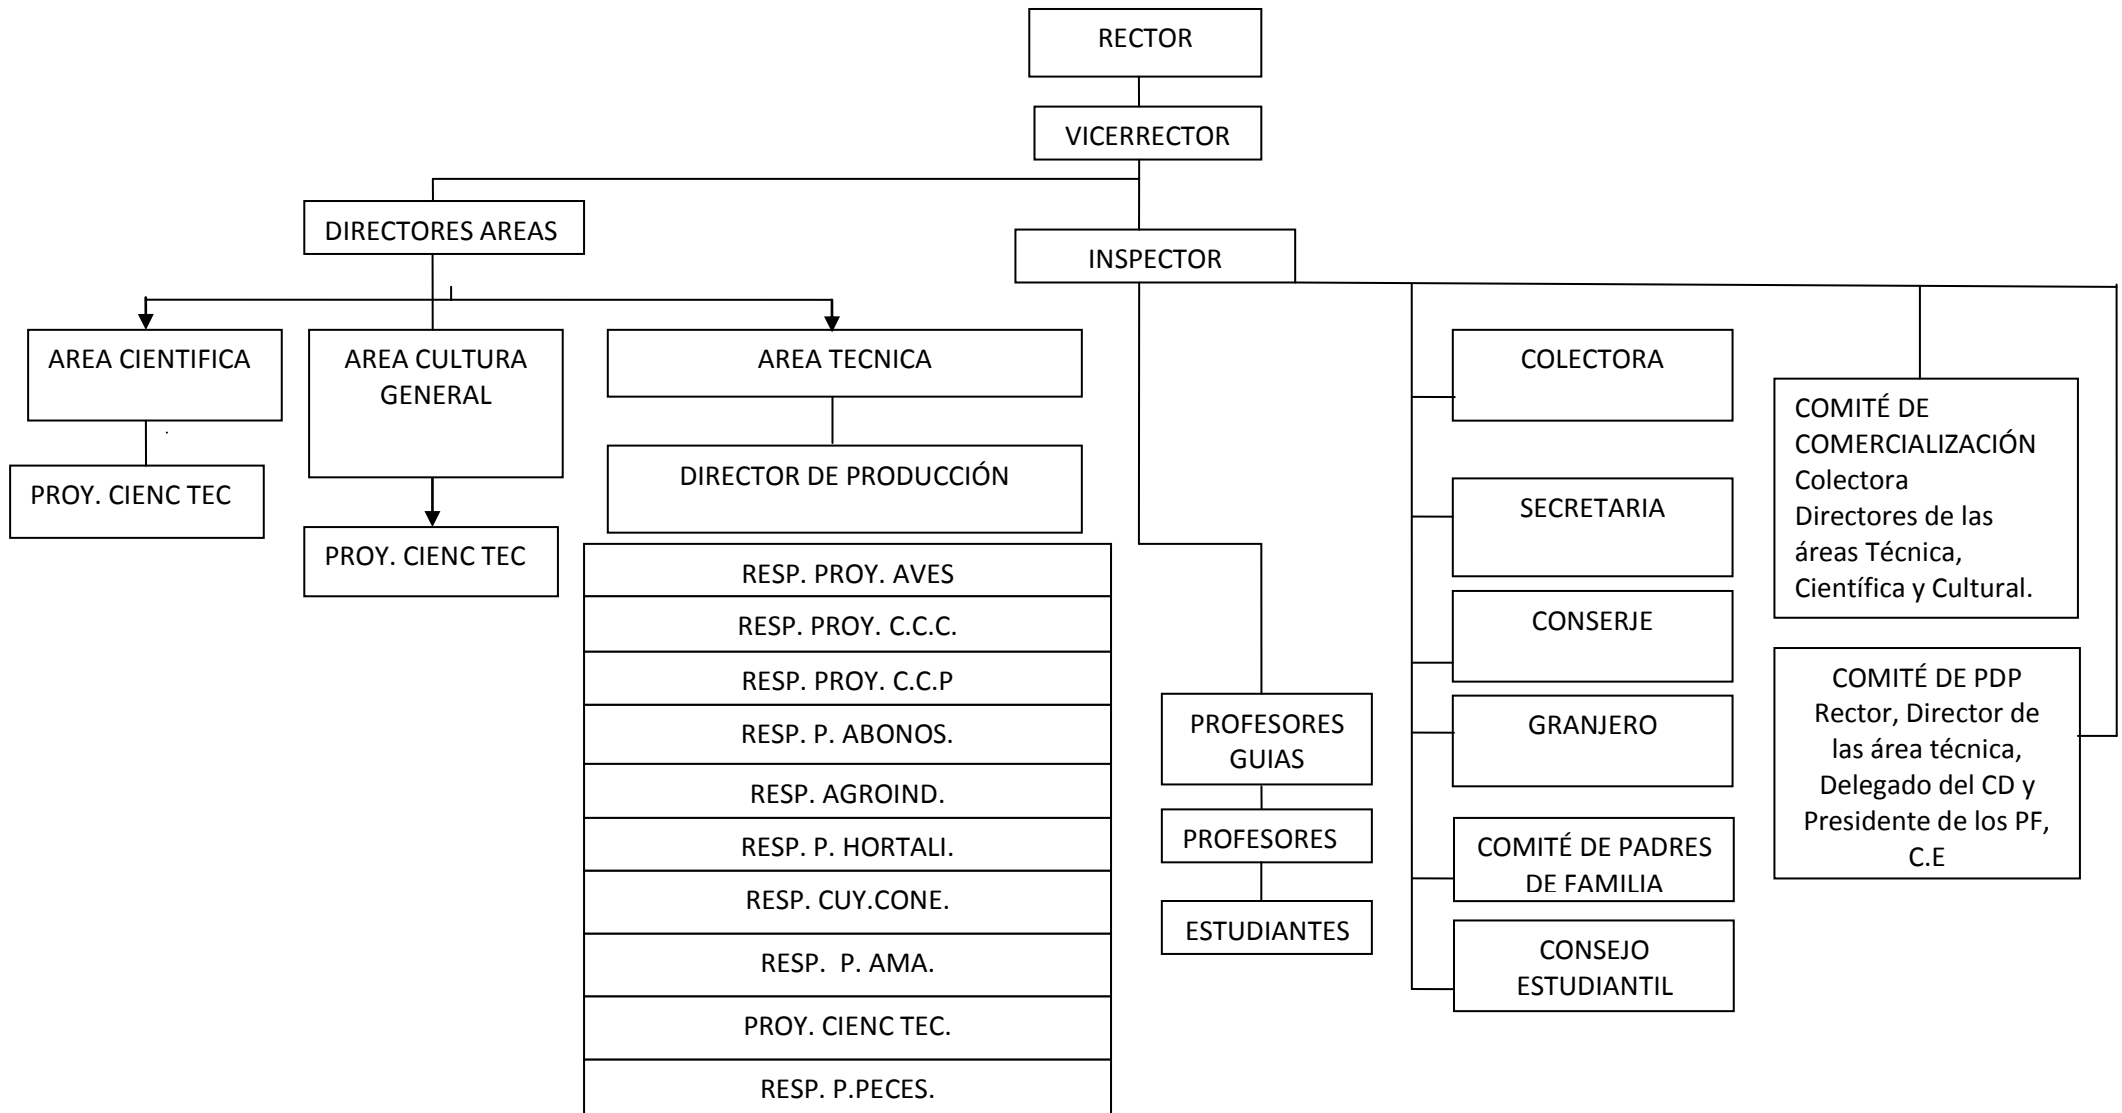 RECTOR
VICERRECTOR
DIRECTORES AREAS
INSPECTOR
AREA CIENTIFICA
AREA CULTURA
GENERAL
AREA TECNICA
PROY. CIENC TEC
PROY. CIENC TEC
DIRECTOR DE PRODUCCIÓN
RESP. PROY. AVES
RESP. PROY. C.C.C.
RESP. PROY. C.C.P
RESP. P. ABONOS.
RESP. AGROIND.
RESP. P. HORTALI.
RESP. CUY.CONE.
RESP. P. AMA.
PROY. CIENC TEC.
RESP. P.PECES.
PROFESORES
GUIAS
PROFESORES
ESTUDIANTES
COLECTORA
SECRETARIA
CONSERJE
GRANJERO
COMITÉ DE PADRES
DE FAMILIA
CONSEJO
ESTUDIANTIL
COMITÉ DE
COMERCIALIZACIÓN
Colectora
Directores de las
áreas Técnica,
Científica y Cultural.
COMITÉ DE PDP
Rector, Director de
las área técnica,
Delegado del CD y
Presidente de los PF,
C.E